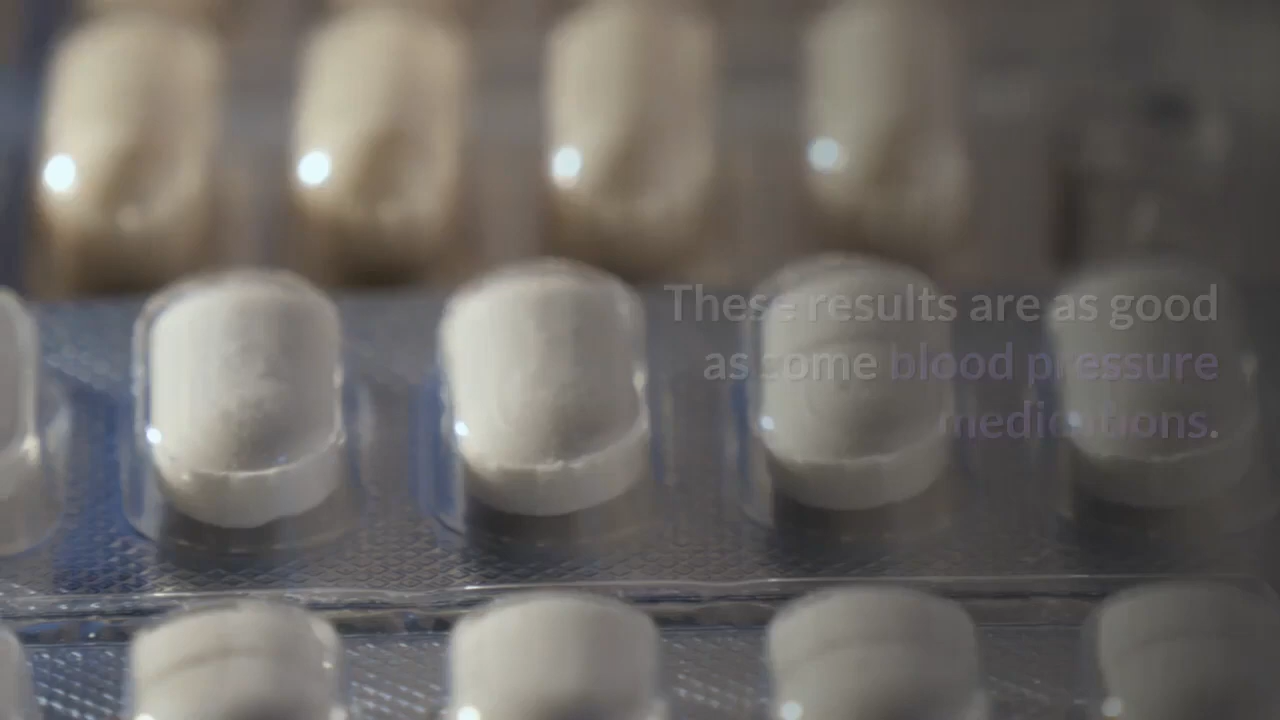 These results are as good
as some blood pressure
medications.